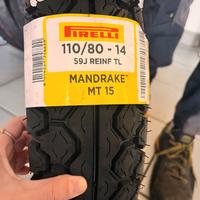 PIRELLI
110/80 - 14
59J REINF TL
MANDRAKE
MT 15